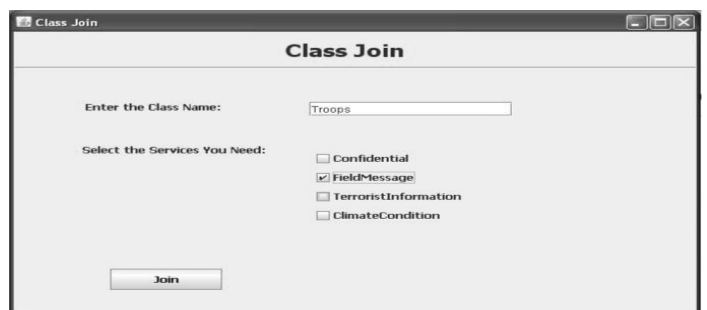 Class Join
Class Join
Enter the Class Name: Troops
Select the Services You Need:
Confidential
FieldMessage
TerroristInformation
ClimateCondition
Join